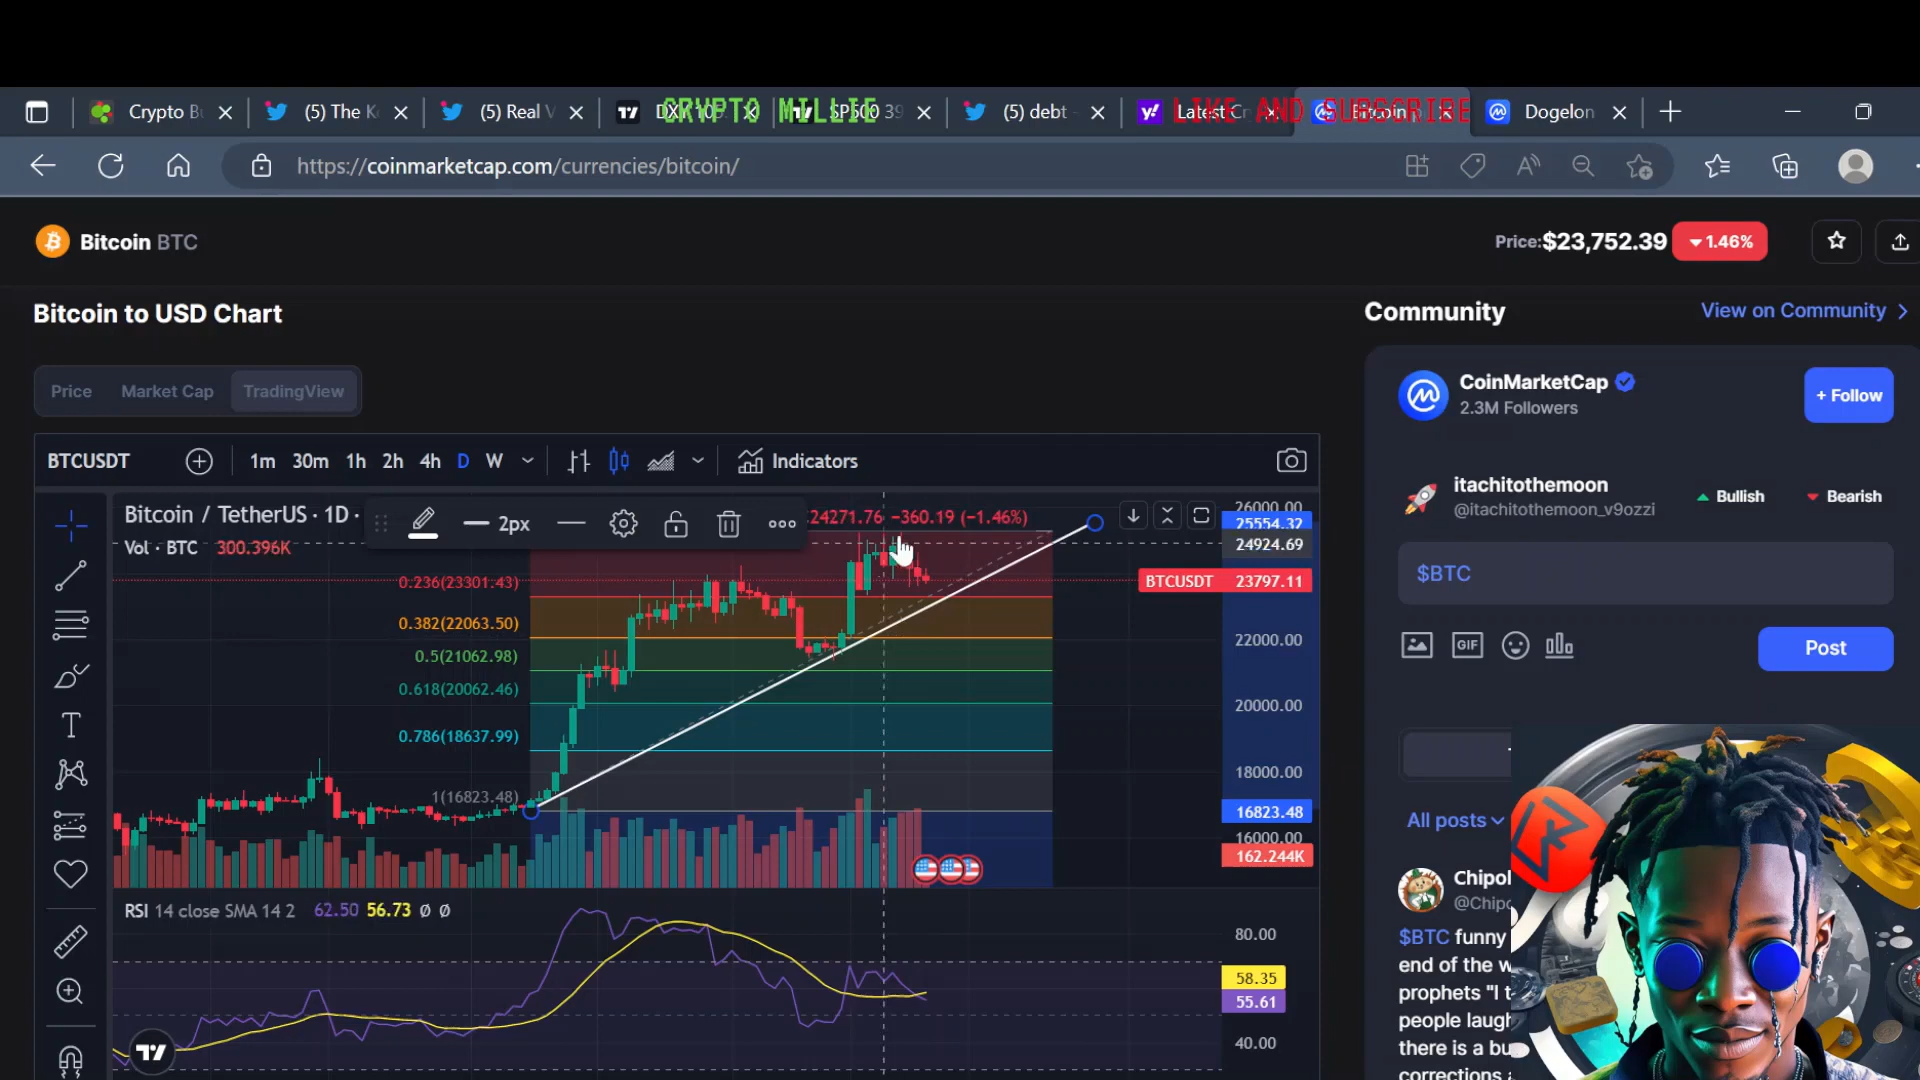 Crypto B
(5) The K
(5) Real V
CRYPTO MILLIE
SP500 39
(5) debt
Latest Cr
LIKE AND SUBSCRIBE
Bitcoin
Dogelon
https://coinmarketcap.com/currencies/bitcoin/
Bitcoin BTC
Price:$23,752.39 1.46%
Bitcoin to USD Chart
Community
View on Community
Price Market Cap TradingView
CoinMarketCap
2.3M Followers
+ Follow
BTCUSDT
1m 30m 1h 2h 4h D W
Indicators
itachitothemoon
@itachitothemoon_v9ozzi
Bullish
Bearish
Bitcoin / TetherUS · 1D ·
2px
24271.76 −360.19 (−1.46%)
Vol · BTC 300.396K
26000.00
25554.32
24924.69
BTCUSDT 23797.11
22000.00
20000.00
18000.00
16823.48
16000.00
162.244K
0.236(23301.43)
0.382(22063.50)
0.5(21062.98)
0.618(20062.46)
0.786(18637.99)
1(16823.48)
$BTC
GIF
Post
All posts
Chipo
@Chipo
$BTC funny
end of the w
prophets "I t
people laugh
there is a bu
corrections
RSI 14 close SMA 14 2 62.50 56.73 Ø Ø
80.00
58.35
55.61
40.00